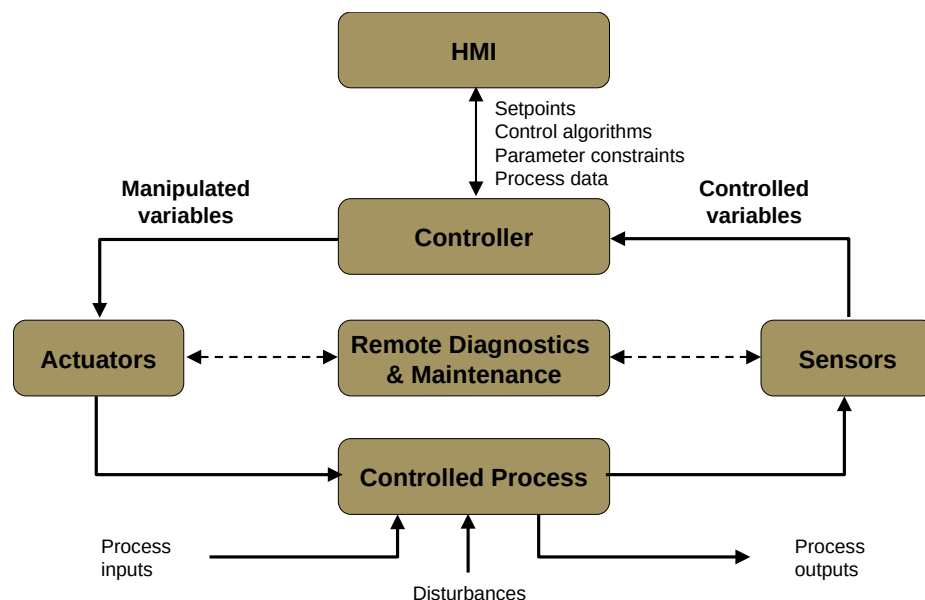 HMI
Setpoints
Control algorithms
Parameter constraints
Process data
Manipulated
variables
Controlled
variables
Controller
Actuators
Remote Diagnostics
& Maintenance
Sensors
Controlled Process
Process
inputs
Disturbances
Process
outputs